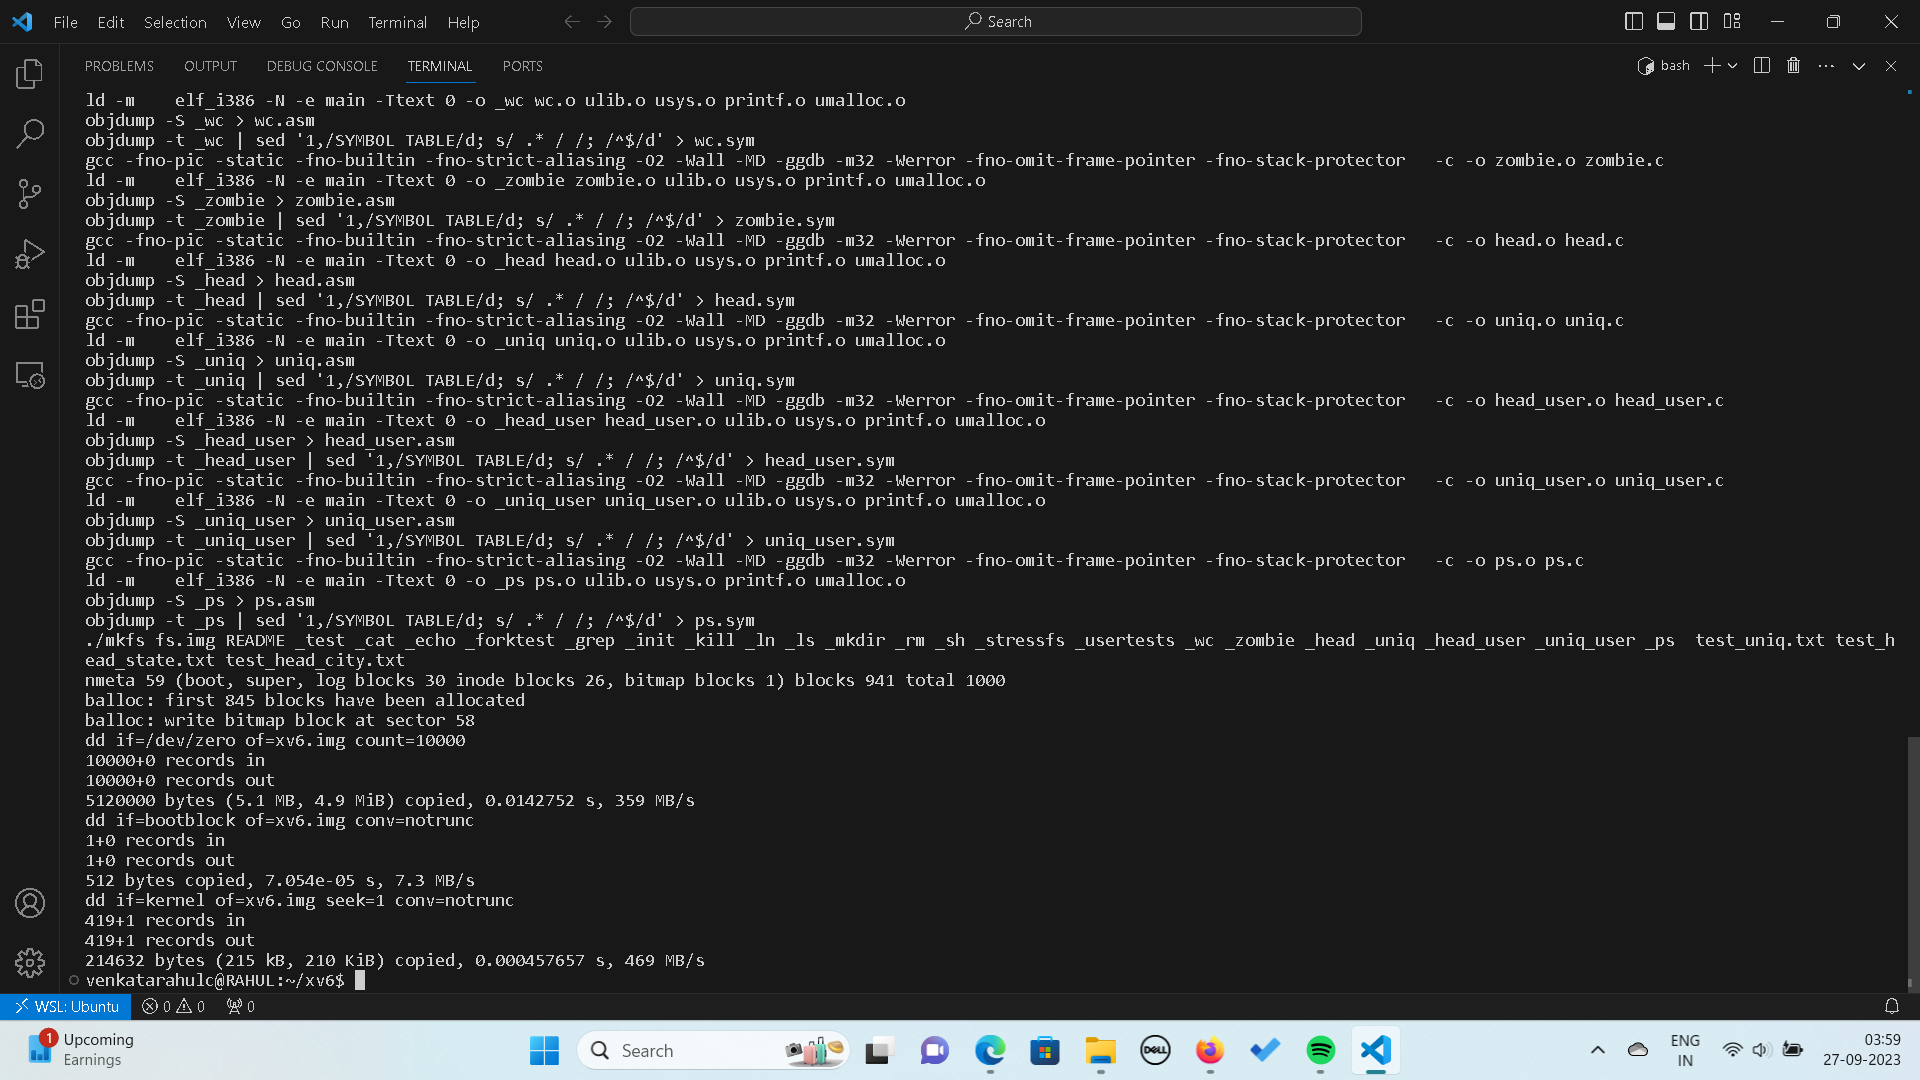 File Edit Selection View Go Run Terminal Help
Search
PROBLEMS OUTPUT DEBUG CONSOLE TERMINAL PORTS
bash
ld -m    elf_i386 -N -e main -Ttext 0 -o _wc wc.o ulib.o usys.o printf.o umalloc.o
objdump -S _wc > wc.asm
objdump -t _wc | sed '1,/SYMBOL TABLE/d; s/ .* / /; /^$/d' > wc.sym
gcc -fno-pic -static -fno-builtin -fno-strict-aliasing -O2 -Wall -MD -ggdb -m32 -Werror -fno-omit-frame-pointer -fno-stack-protector   -c -o zombie.o zombie.c
ld -m    elf_i386 -N -e main -Ttext 0 -o _zombie zombie.o ulib.o usys.o printf.o umalloc.o
objdump -S _zombie > zombie.asm
objdump -t _zombie | sed '1,/SYMBOL TABLE/d; s/ .* / /; /^$/d' > zombie.sym
gcc -fno-pic -static -fno-builtin -fno-strict-aliasing -O2 -Wall -MD -ggdb -m32 -Werror -fno-omit-frame-pointer -fno-stack-protector   -c -o head.o head.c
ld -m    elf_i386 -N -e main -Ttext 0 -o _head head.o ulib.o usys.o printf.o umalloc.o
objdump -S _head > head.asm
objdump -t _head | sed '1,/SYMBOL TABLE/d; s/ .* / /; /^$/d' > head.sym
gcc -fno-pic -static -fno-builtin -fno-strict-aliasing -O2 -Wall -MD -ggdb -m32 -Werror -fno-omit-frame-pointer -fno-stack-protector   -c -o uniq.o uniq.c
ld -m    elf_i386 -N -e main -Ttext 0 -o _uniq uniq.o ulib.o usys.o printf.o umalloc.o
objdump -S _uniq > uniq.asm
objdump -t _uniq | sed '1,/SYMBOL TABLE/d; s/ .* / /; /^$/d' > uniq.sym
gcc -fno-pic -static -fno-builtin -fno-strict-aliasing -O2 -Wall -MD -ggdb -m32 -Werror -fno-omit-frame-pointer -fno-stack-protector   -c -o head_user.o head_user.c
ld -m    elf_i386 -N -e main -Ttext 0 -o _head_user head_user.o ulib.o usys.o printf.o umalloc.o
objdump -S _head_user > head_user.asm
objdump -t _head_user | sed '1,/SYMBOL TABLE/d; s/ .* / /; /^$/d' > head_user.sym
gcc -fno-pic -static -fno-builtin -fno-strict-aliasing -O2 -Wall -MD -ggdb -m32 -Werror -fno-omit-frame-pointer -fno-stack-protector   -c -o uniq_user.o uniq_user.c
ld -m    elf_i386 -N -e main -Ttext 0 -o _uniq_user uniq_user.o ulib.o usys.o printf.o umalloc.o
objdump -S _uniq_user > uniq_user.asm
objdump -t _uniq_user | sed '1,/SYMBOL TABLE/d; s/ .* / /; /^$/d' > uniq_user.sym
gcc -fno-pic -static -fno-builtin -fno-strict-aliasing -O2 -Wall -MD -ggdb -m32 -Werror -fno-omit-frame-pointer -fno-stack-protector   -c -o ps.o ps.c
ld -m    elf_i386 -N -e main -Ttext 0 -o _ps ps.o ulib.o usys.o printf.o umalloc.o
objdump -S _ps > ps.asm
objdump -t _ps | sed '1,/SYMBOL TABLE/d; s/ .* / /; /^$/d' > ps.sym
./mkfs fs.img README _test _cat _echo _forktest _grep _init _kill _ln _ls _mkdir _rm _sh _stressfs _usertests _wc _zombie _head _uniq _head_user _uniq_user _ps  test_uniq.txt test_h
ead_state.txt test_head_city.txt
nmeta 59 (boot, super, log blocks 30 inode blocks 26, bitmap blocks 1) blocks 941 total 1000
balloc: first 845 blocks have been allocated
balloc: write bitmap block at sector 58
dd if=/dev/zero of=xv6.img count=10000
10000+0 records in
10000+0 records out
5120000 bytes (5.1 MB, 4.9 MiB) copied, 0.0142752 s, 359 MB/s
dd if=bootblock of=xv6.img conv=notrunc
1+0 records in
1+0 records out
512 bytes copied, 7.054e-05 s, 7.3 MB/s
dd if=kernel of=xv6.img seek=1 conv=notrunc
419+1 records in
419+1 records out
214632 bytes (215 kB, 210 KiB) copied, 0.000457657 s, 469 MB/s
venkatarahulc@RAHUL:~/xv6$
WSL: Ubuntu 0 0 0
1 Upcoming
Earnings
Search
DELL
ENG
IN
03:59
27-09-2023